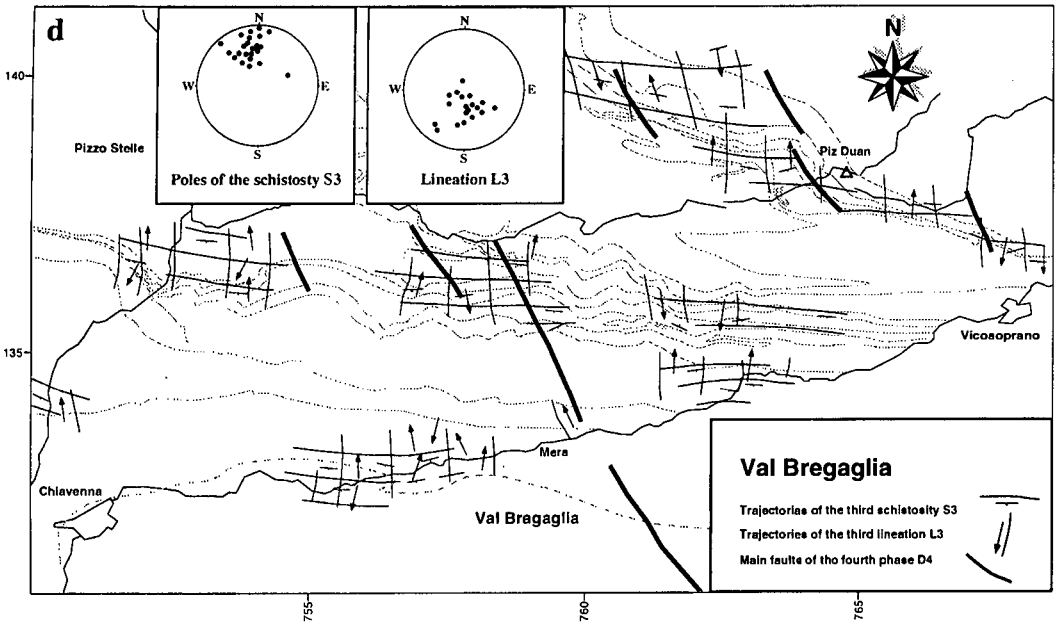 d
N
W
E
S
Poles of the schistosty S3
N
W
E
S
Lineation L3
N
140
Pizzo Stelle
Piz Duan
135
Vicosoprano
Mera
Chiavenna
Val Bregaglia
Val Bregaglia
Trajectories of the third schistosity S3
Trajectories of the third lineation L3
Main faults of the fourth phase D4
755
760
765